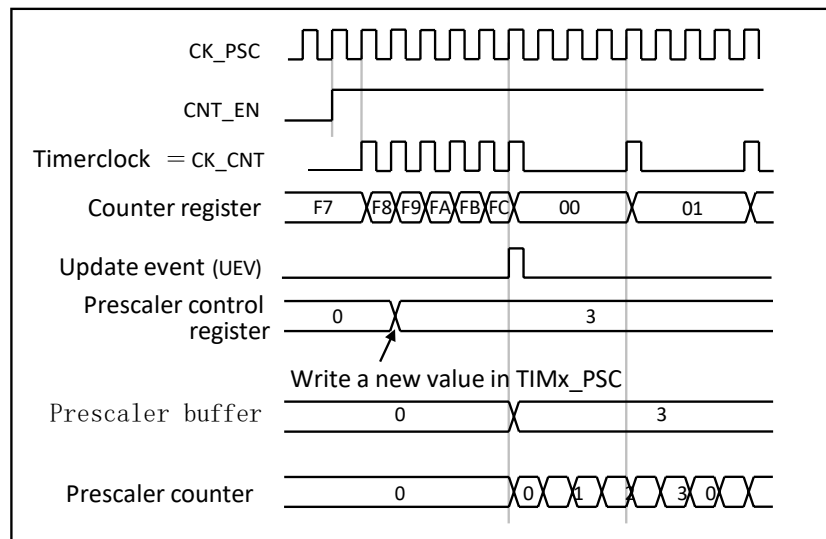 CK_PSC
CNT_EN
Timerclock = CK_CNT
Counter register
F7 F8 F9 FA FB FC 00 01
Update event (UEV)
Prescaler control
register
0 3
Write a new value in TIMx_PSC
Prescaler buffer
0 3
Prescaler counter
0 0 1 2 3 0